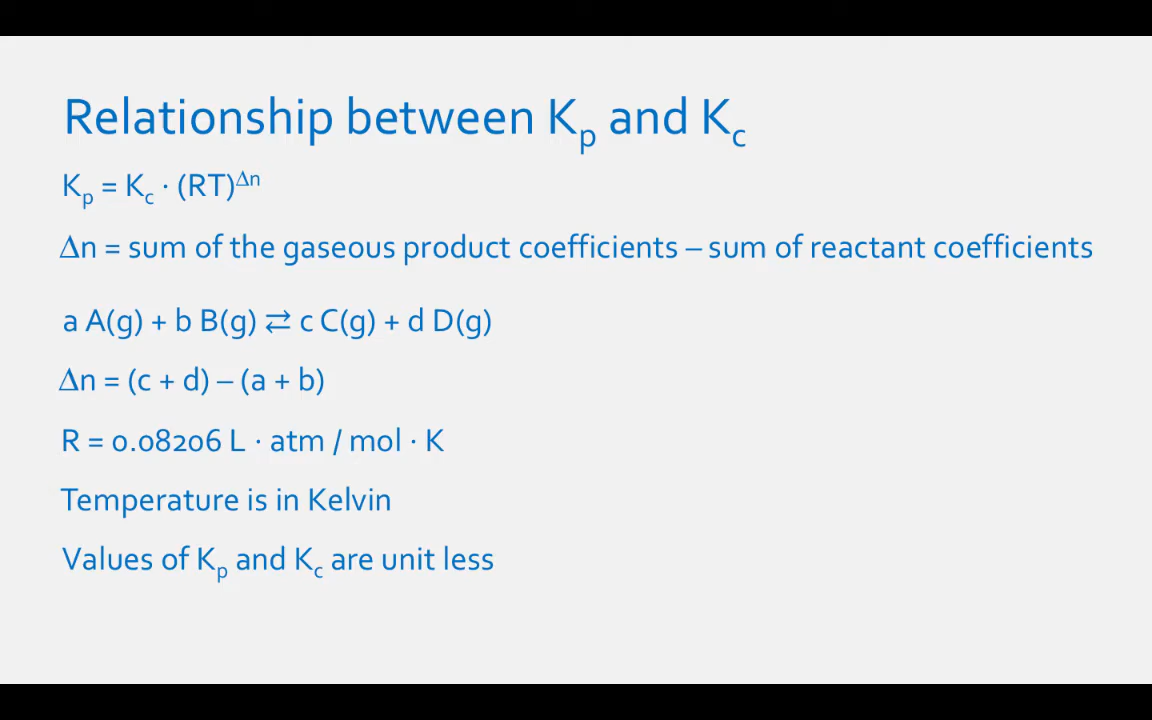 Relationship between Kp and Kc
Kp = Kc · (RT)^Δn
Δn = sum of the gaseous product coefficients – sum of reactant coefficients
a A(g) + b B(g) ⇄ c C(g) + d D(g)
Δn = (c + d) – (a + b)
R = 0.08206 L · atm / mol · K
Temperature is in Kelvin
Values of Kp and Kc are unit less